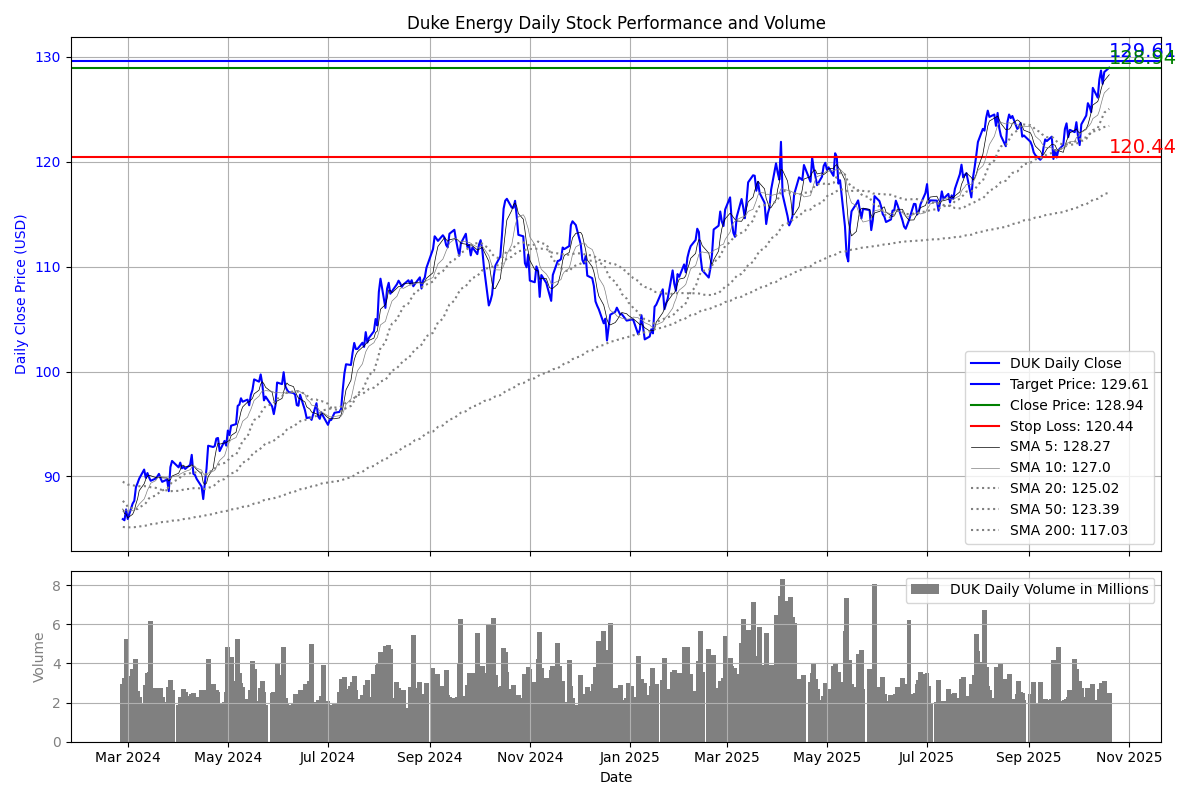 Duke Energy Daily Stock Performance and Volume
129.61
128.94
130
120.44
120
110
100
90
Daily Close Price (USD)
DUK Daily Close
Target Price: 129.61
Close Price: 128.94
Stop Loss: 120.44
SMA 5: 128.27
SMA 10: 127.0
SMA 20: 125.02
SMA 50: 123.39
SMA 200: 117.03
DUK Daily Volume in Millions
8
6
4
2
0
Volume
Mar 2024 May 2024 Jul 2024 Sep 2024 Nov 2024 Jan 2025 Mar 2025 May 2025 Jul 2025 Sep 2025 Nov 2025
Date